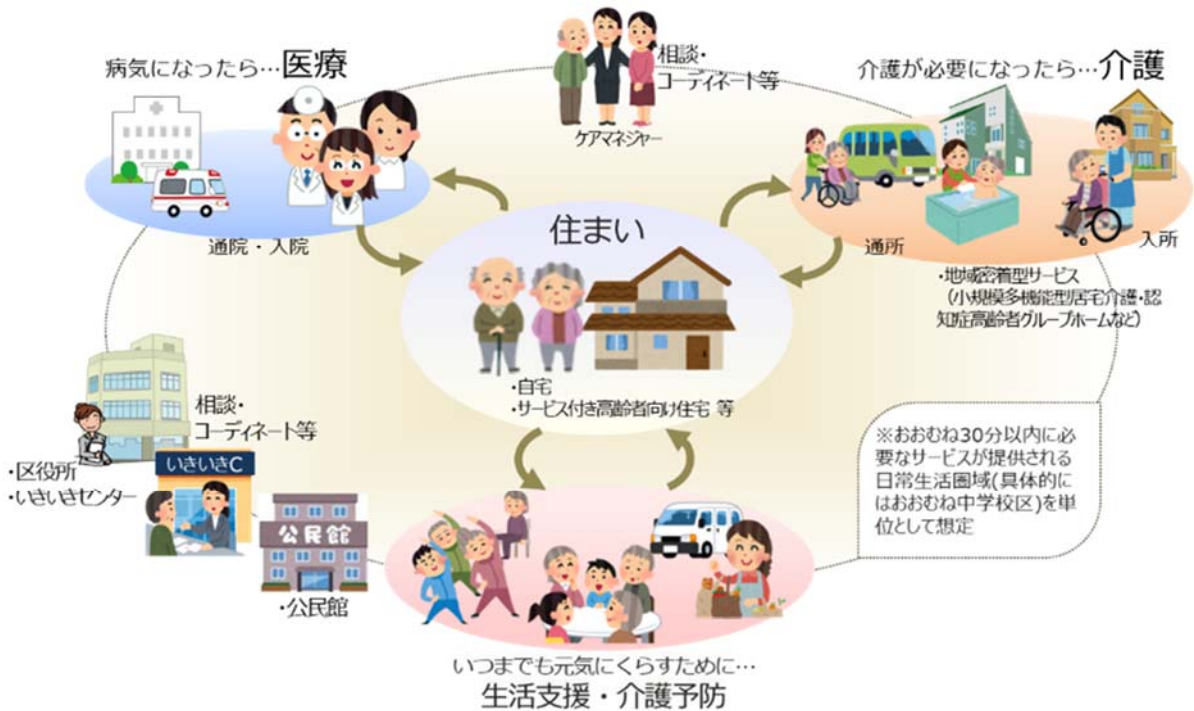 病気になったら…医療
通院・入院
相談・
コーディネート等
ケアマネジャー
介護が必要になったら…介護
通所
入所
・地域密着型サービス
（小規模多機能型居宅介護・認
知症高齢者グループホームなど）
住まい
・自宅
・サービス付き高齢者向け住宅 等
相談・
コーディネート等
・区役所
・いきいきセンター
いきいきC
公民館
・公民館
※おおむね30分以内に必
要なサービスが提供される
日常生活圏域(具体的に
はおおむね中学校区)を単
位として想定
いつまでも元気にくらすために…
生活支援・介護予防